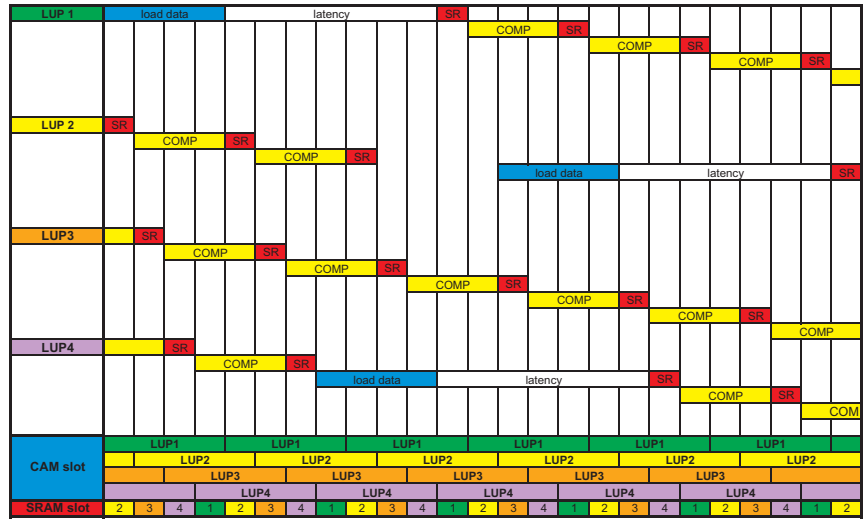 LUP 1 load data latency SR
COMP SR
COMP SR
COMP SR
LUP 2 SR
COMP SR
COMP SR
load data latency SR
LUP3 SR
COMP SR
COMP SR
COMP SR
COMP SR
COMP SR
COMP
LUP4 SR
COMP SR
load data latency SR
COMP SR
COM
CAM slot
LUP1 LUP1 LUP1 LUP1 LUP1 LUP1
LUP2 LUP2 LUP2 LUP2 LUP2 LUP2
LUP3 LUP3 LUP3 LUP3 LUP3
LUP4 LUP4 LUP4 LUP4 LUP4
SRAM slot 2 3 4 1 2 3 4 1 2 3 4 1 2 3 4 1 2 3 4 1 2 3 4 1 2